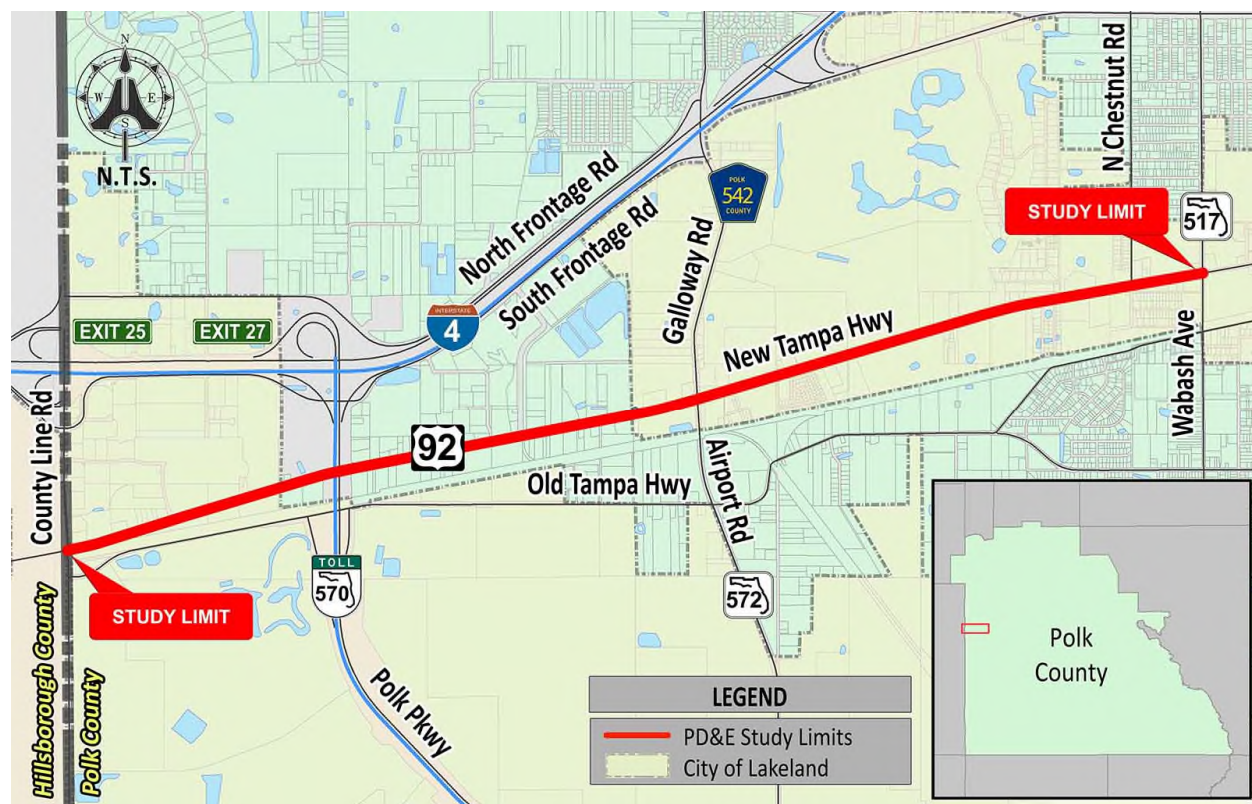 N
W
E
S
N.T.S.
North Frontage Rd
South Frontage Rd
POLK
542
COUNTY
N Chestnut Rd
STUDY LIMIT
517
EXIT 25
EXIT 27
INTERSTATE
4
Galloway Rd
New Tampa Hwy
Wabash Ave
County Line Rd
92
Old Tampa Hwy
Airport Rd
TOLL
570
572
STUDY LIMIT
Hillsborough County
Polk County
Polk Pkwy
LEGEND
PD&E Study Limits
City of Lakeland
Polk
County